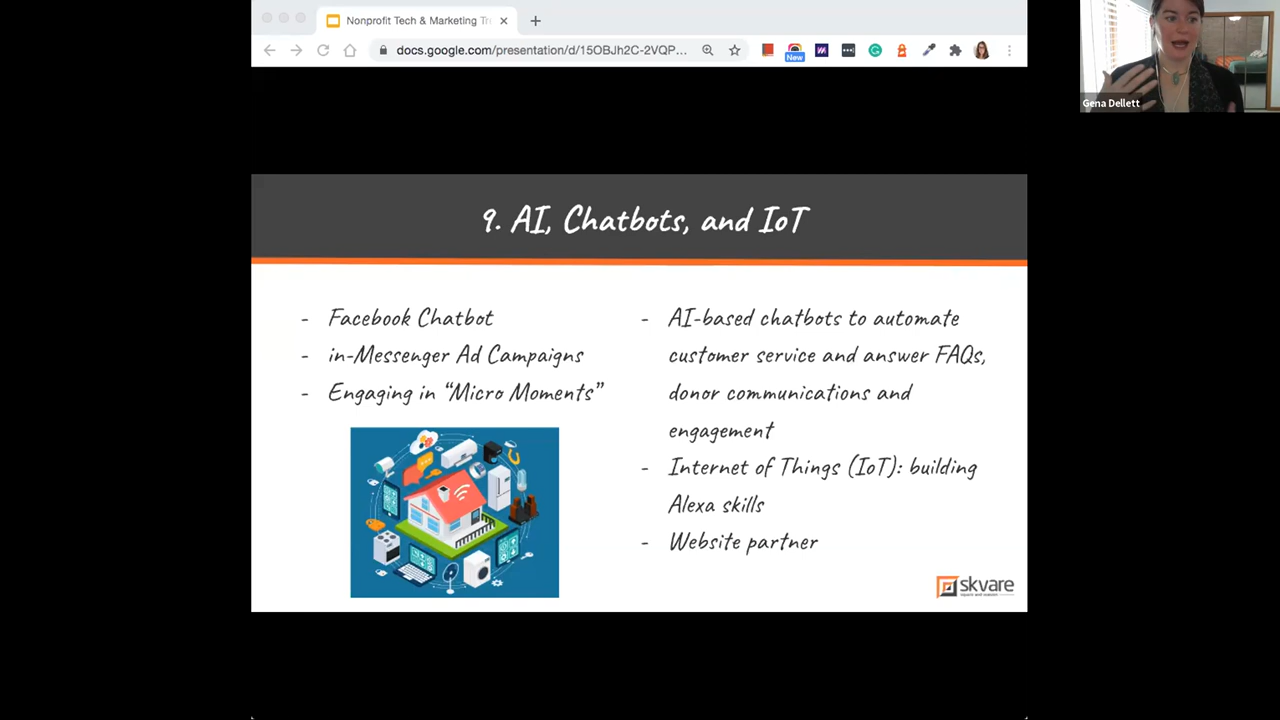 Nonprofit Tech & Marketing Tr
docs.google.com/presentation/d/15OBJh2C-2VQP...
New
Gena Dellett
9. AI, Chatbots, and IoT
- Facebook Chatbot
- in-Messenger Ad Campaigns
- Engaging in “Micro Moments”
- AI-based chatbots to automate
customer service and answer FAQs,
donor communications and
engagement
- Internet of Things (IoT): building
Alexa skills
- Website partner
skvare